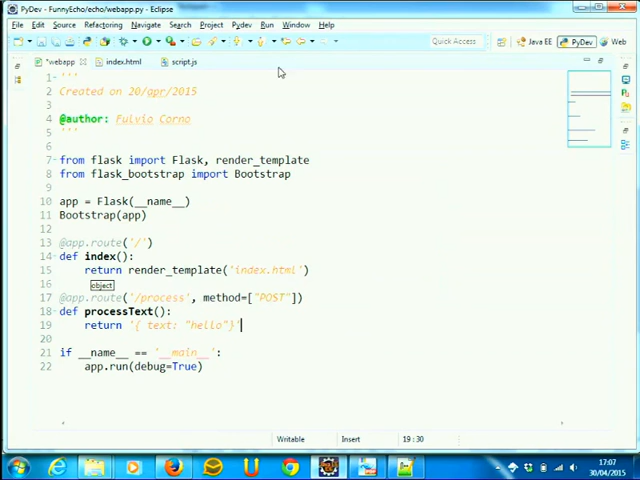 PyDev - FunnyEcho/echo/webapp.py - Eclipse
File Edit Source Refactoring Navigate Search Project Pydev Run Window Help
Quick Access Java EE PyDev Web
*webapp index.html script.js
1 '''
2 Created on 20/apr/2015
3
4 @author: Fulvio Corno
5 '''
6
7 from flask import Flask, render_template
8 from flask_bootstrap import Bootstrap
9
10 app = Flask(__name__)
11 Bootstrap(app)
12
13 @app.route('/')
14 def index():
15 return render_template('index.html')
16 object
17 @app.route('/process', method=["POST"])
18 def processText():
19 return '{ text: "hello"}'
20
21 if __name__ == '__main__':
22 app.run(debug=True)
Writable Insert 19 : 30
17:07
30/04/2015